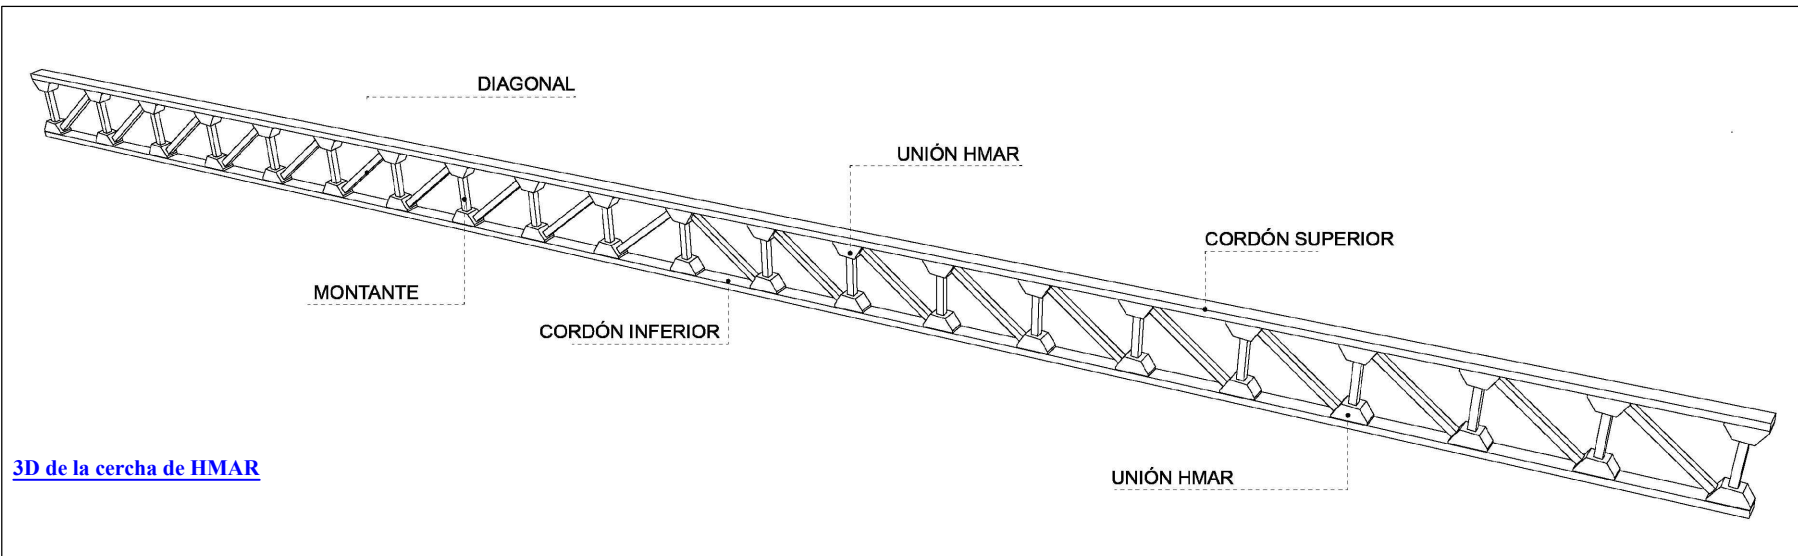 DIAGONAL
UNIÓN HMAR
CORDÓN SUPERIOR
MONTANTE
CORDÓN INFERIOR
3D de la cercha de HMAR
UNIÓN HMAR